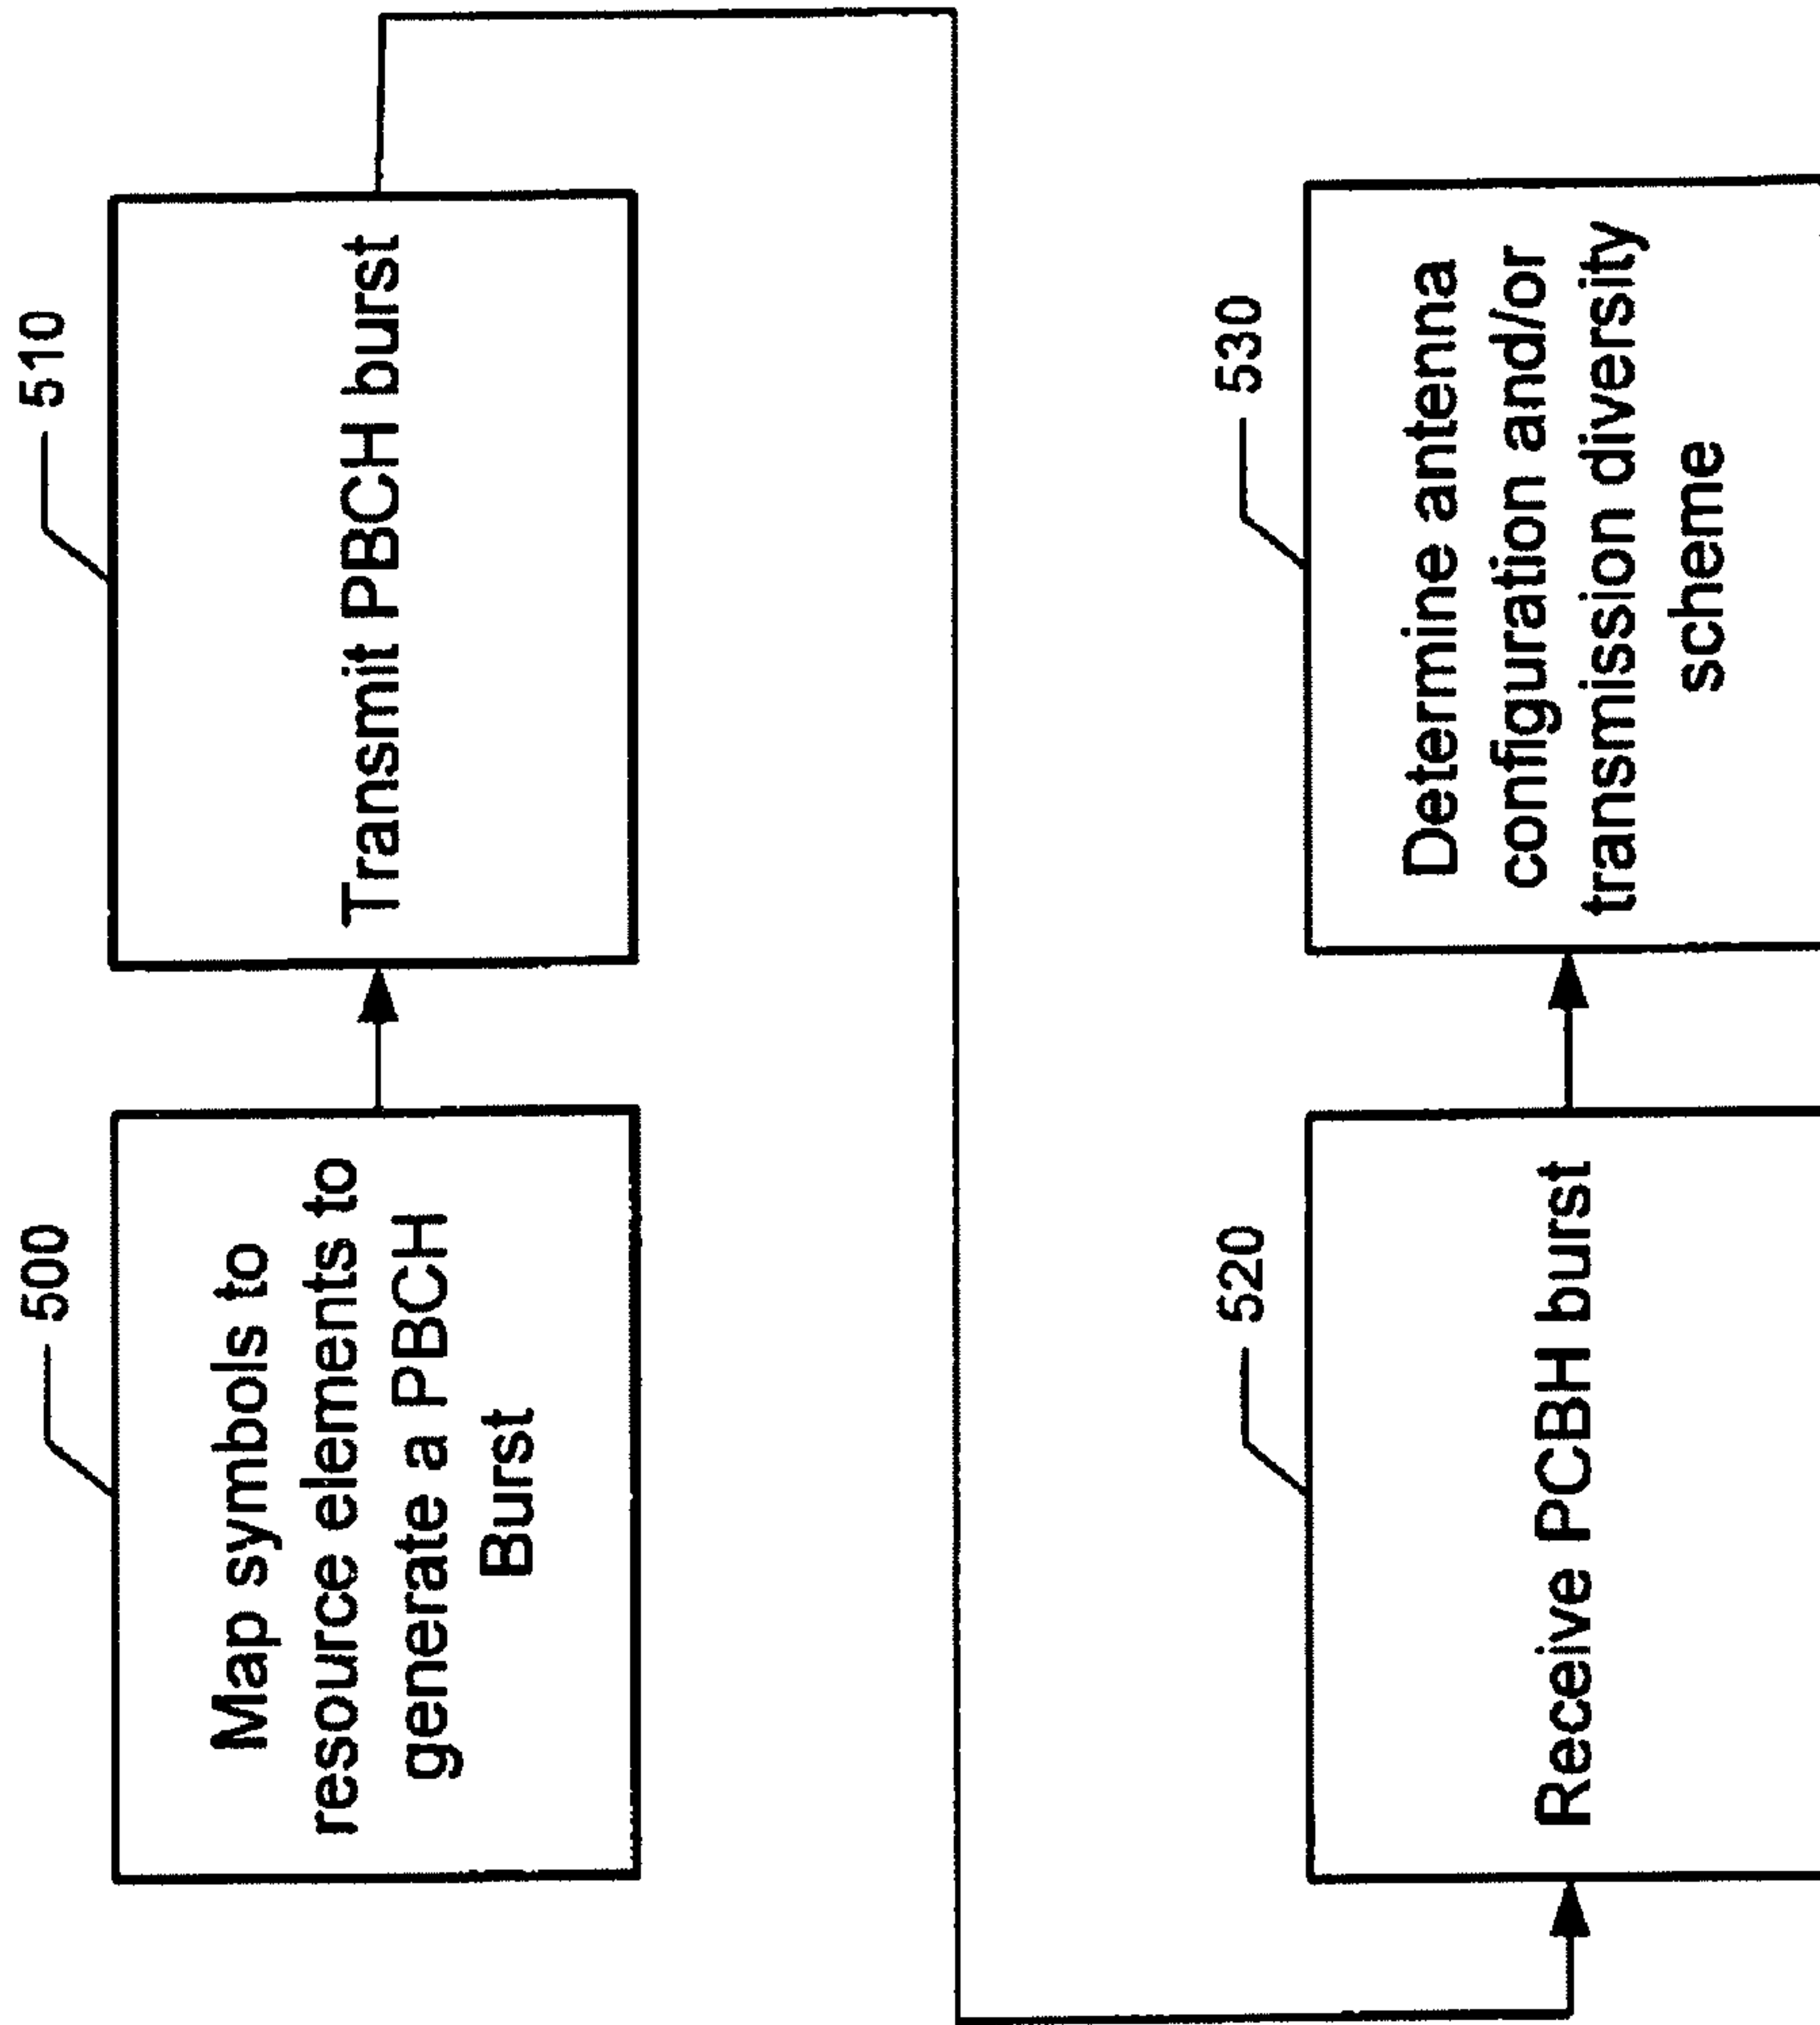 500
Map symbols to
resource elements to
generate a PBCH
Burst
510
Transmit PBCH burst
520
Receive PCBH burst
530
Determine antenna
configuration and/or
transmission diversity
scheme